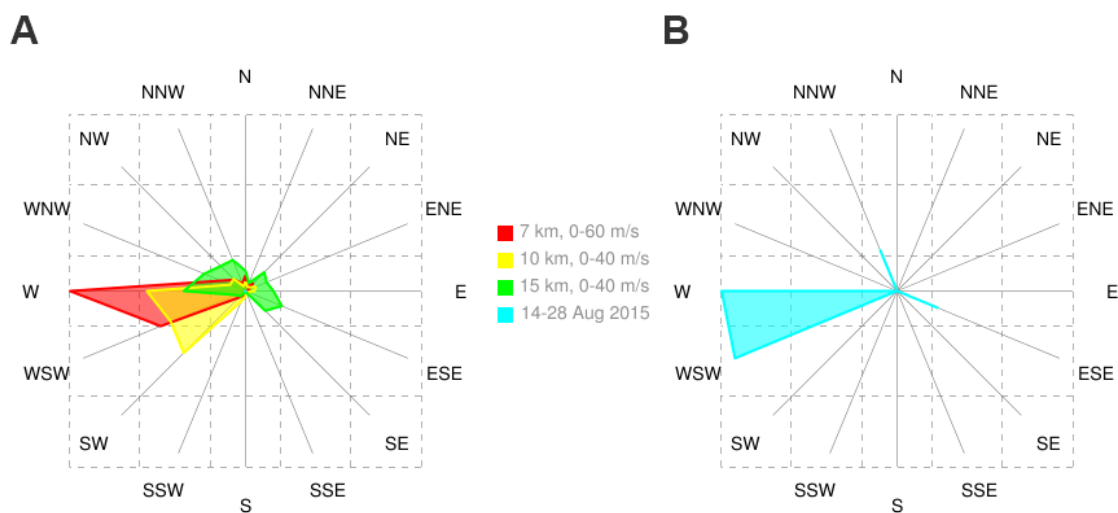 A
B
N
NNW
NNE
NW
NE
WNW
ENE
W
E
WSW
ESE
SW
SE
SSW
SSE
S
7 km, 0-60 m/s
10 km, 0-40 m/s
15 km, 0-40 m/s
14-28 Aug 2015
N
NNW
NNE
NW
NE
WNW
ENE
W
E
WSW
ESE
SW
SE
SSW
SSE
S